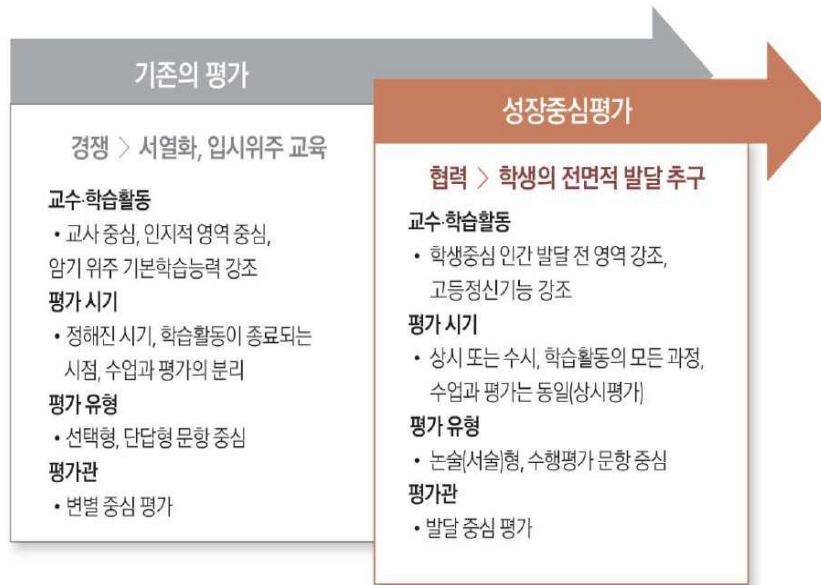 기존의 평가
경쟁 > 서열화, 입시위주 교육
교수·학습활동
• 교사 중심, 인지적 영역 중심,
암기 위주 기본학습능력 강조
평가 시기
• 정해진 시기, 학습활동이 종료되는
시점, 수업과 평가의 분리
평가 유형
• 선택형, 단답형 문항 중심
평가관
• 변별 중심 평가
성장중심평가
협력 > 학생의 전면적 발달 추구
교수·학습활동
• 학생중심 인간 발달 전 영역 강조,
고등정신기능 강조
평가 시기
• 상시 또는 수시, 학습활동의 모든 과정,
수업과 평가는 동일(상시평가)
평가 유형
• 논술(서술)형, 수행평가 문항 중심
평가관
• 발달 중심 평가